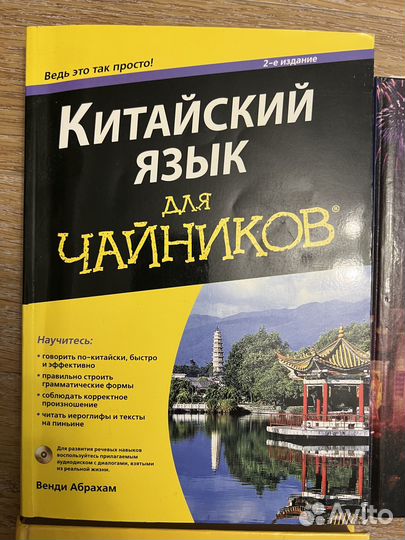 Ведь это так просто!
2-е издание
Китайский
язык
для
чайников®
Научитесь:
• говорить по-китайски, быстро
и эффективно
• правильно строить
грамматические формы
• соблюдать корректное
произношение
• читать иероглифы и тексты
на пиньине
Для развития речевых навыков
воспользуйтесь прилагаемым
аудиодиском с диалогами, взятыми
из реальной жизни.
Венди Абрахам
Avito